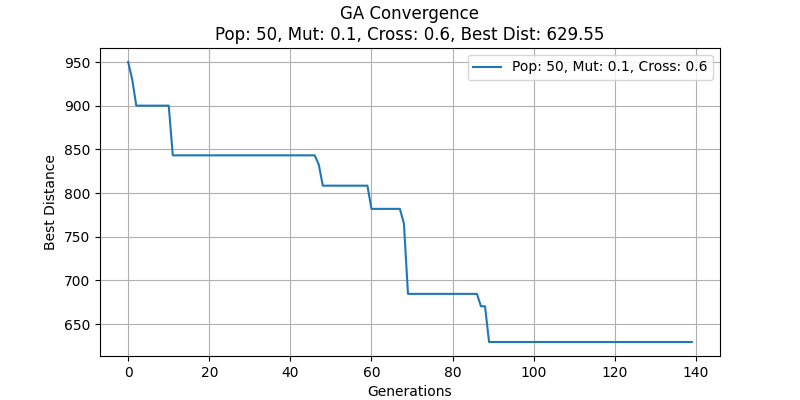 GA Convergence
Pop: 50, Mut: 0.1, Cross: 0.6, Best Dist: 629.55
Pop: 50, Mut: 0.1, Cross: 0.6
Best Distance
950
900
850
800
750
700
650
0 20 40 60 80 100 120 140
Generations